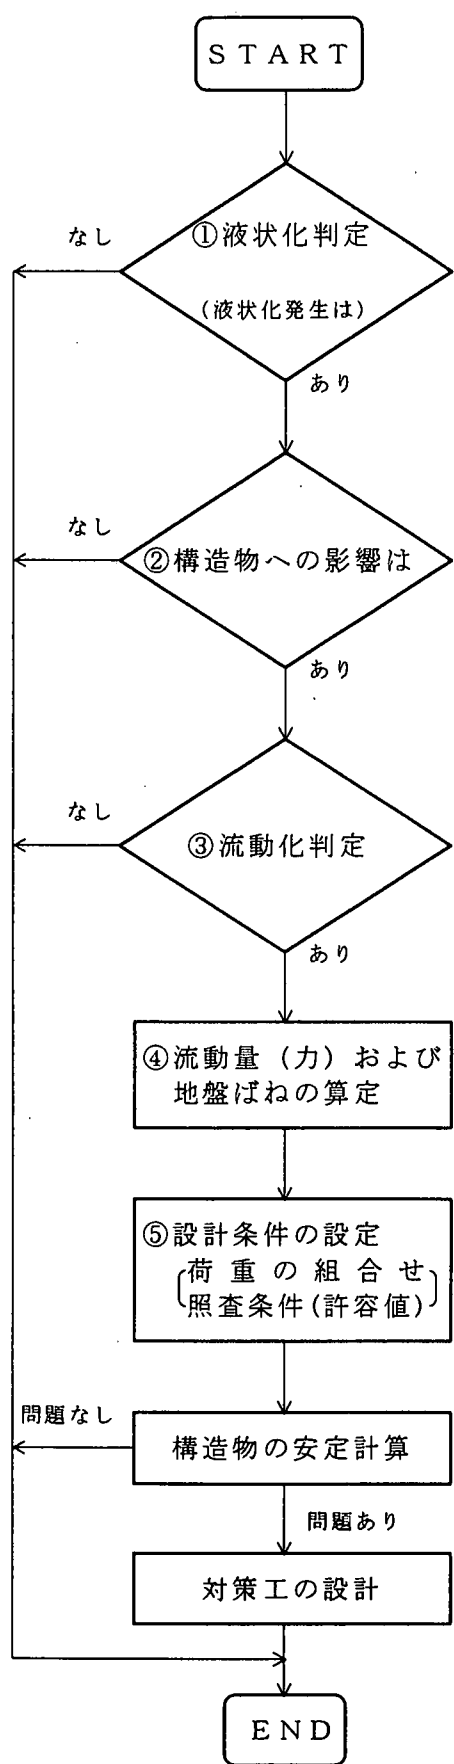 START
①液状化判定
なし
(液状化発生は)
あり
②構造物への影響は
なし
あり
③流動化判定
なし
あり
④流動量（力）および
地盤ばねの算定
⑤設計条件の設定
荷重の組合せ
照査条件(許容値)
問題なし
構造物の安定計算
問題あり
対策工の設計
END